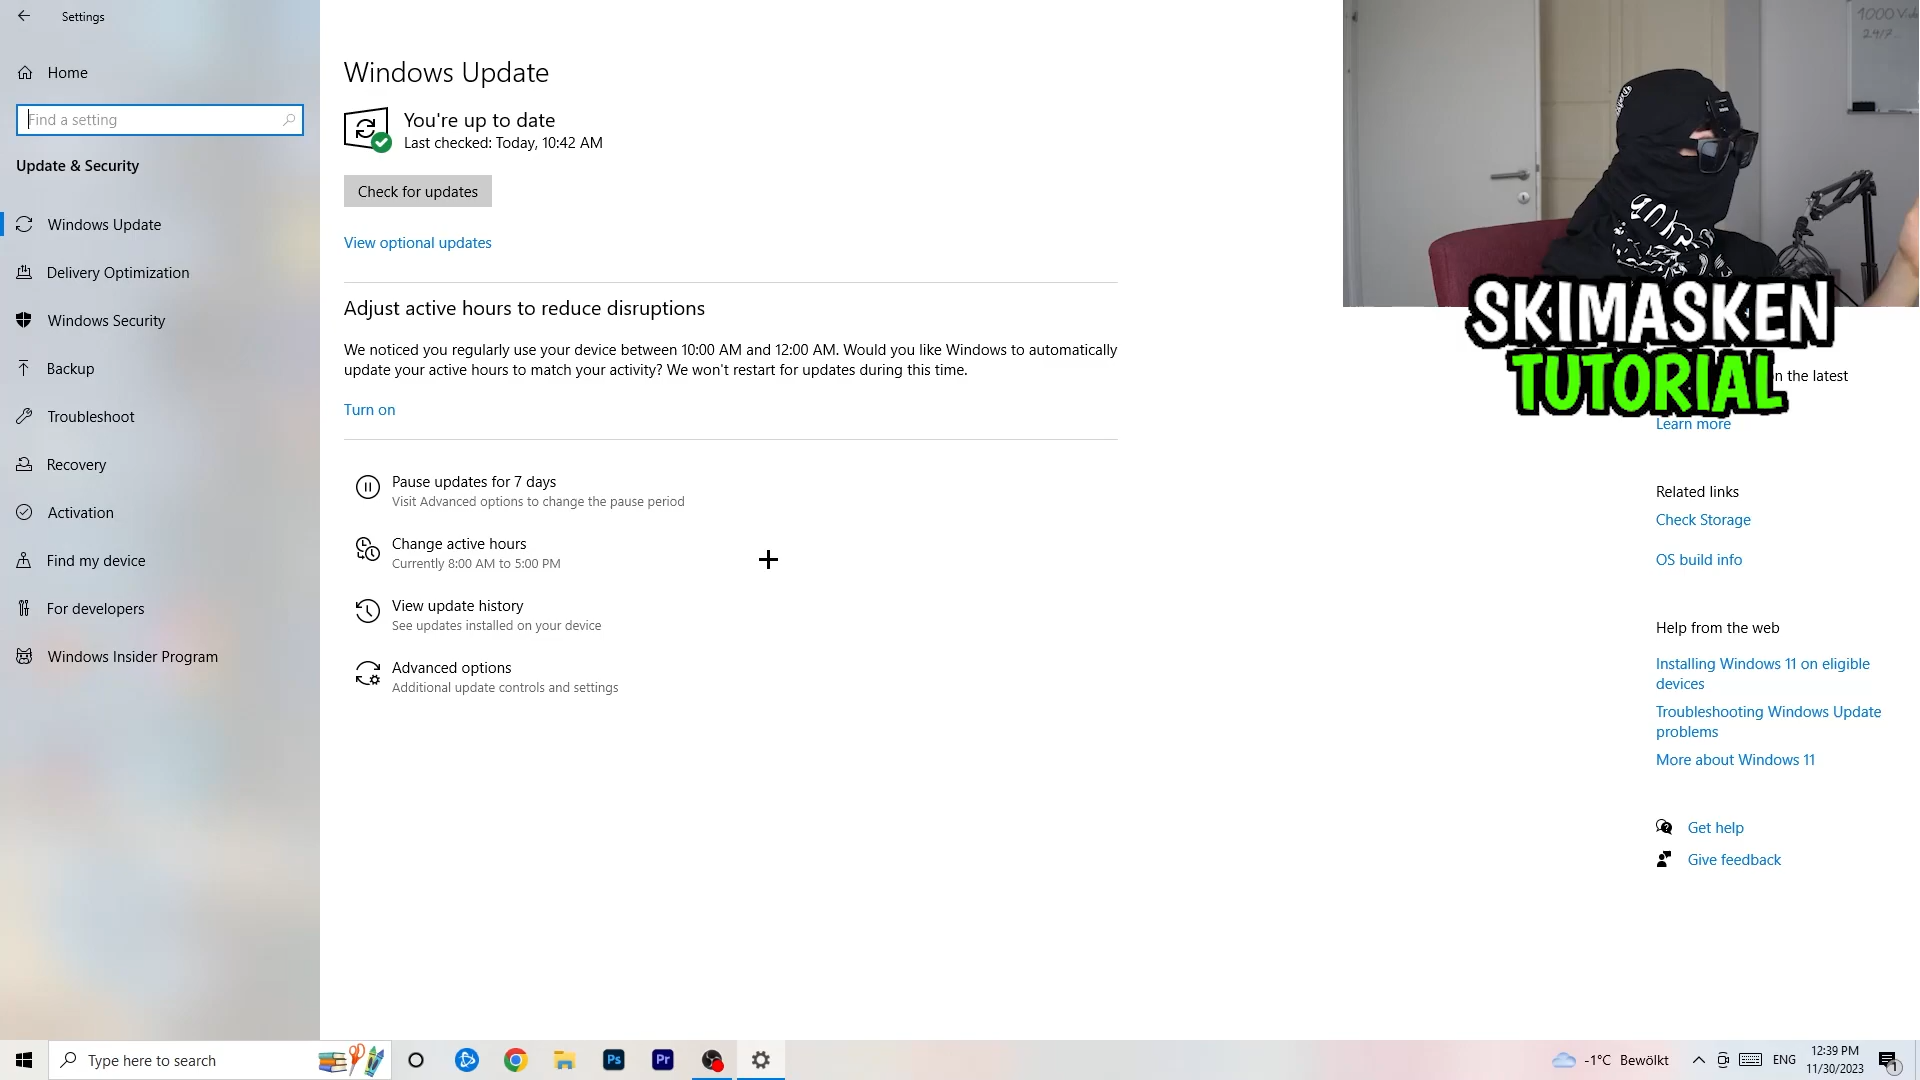 Settings
Home
Find a setting
Update & Security
Windows Update
Delivery Optimization
Windows Security
Backup
Troubleshoot
Recovery
Activation
Find my device
For developers
Windows Insider Program
Windows Update
You're up to date
Last checked: Today, 10:42 AM
Check for updates
View optional updates
Adjust active hours to reduce disruptions
We noticed you regularly use your device between 10:00 AM and 12:00 AM. Would you like Windows to automatically
update your active hours to match your activity? We won't restart for updates during this time.
Turn on
Pause updates for 7 days
Visit Advanced options to change the pause period
Change active hours
Currently 8:00 AM to 5:00 PM
View update history
See updates installed on your device
Advanced options
Additional update controls and settings
1000
24/7
SKIMASKEN
TUTORIAL
on the latest
Learn more
Related links
Check Storage
OS build info
Help from the web
Installing Windows 11 on eligible
devices
Troubleshooting Windows Update
problems
More about Windows 11
Get help
Give feedback
Type here to search
Ps
Pr
-1°C Bewölkt
ENG
12:39 PM
11/30/2023
1